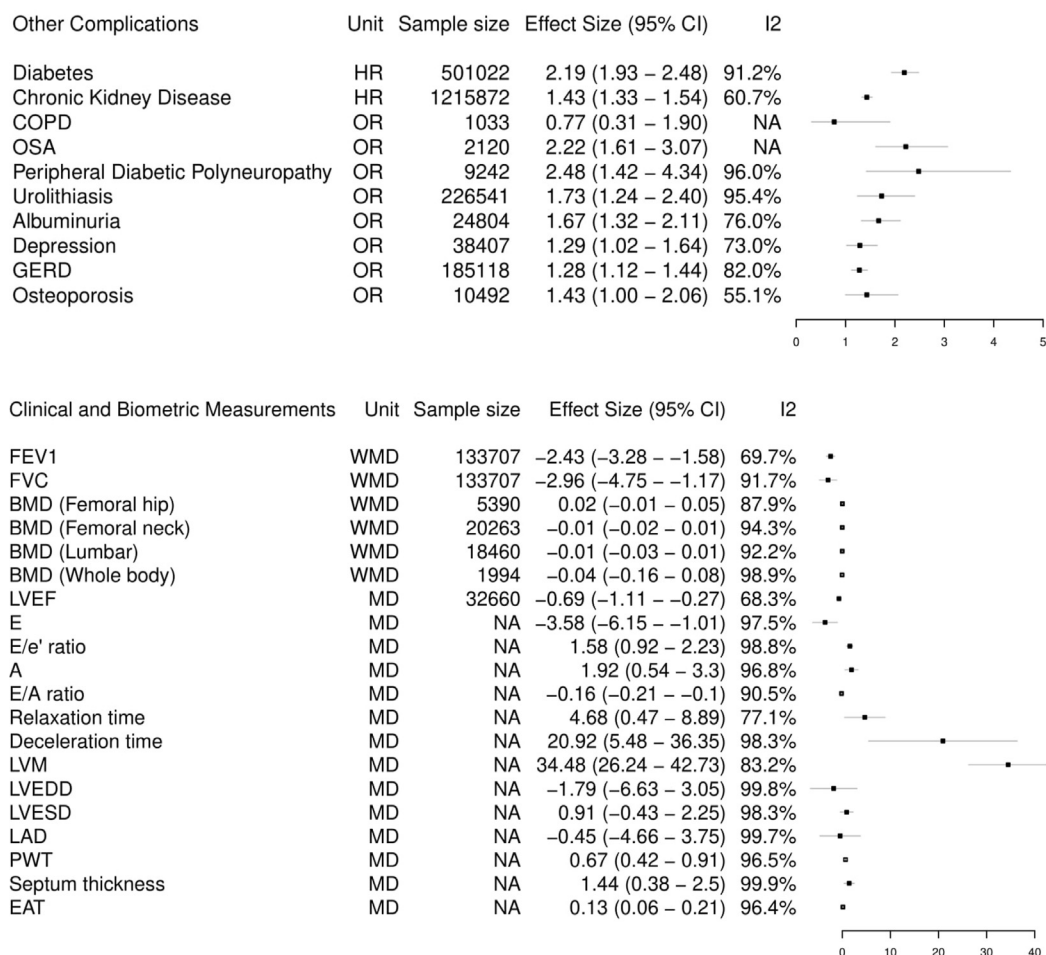 Other Complications Unit Sample size Effect Size (95% CI) I2
Diabetes HR 501022 2.19 (1.93 − 2.48) 91.2%
Chronic Kidney Disease HR 1215872 1.43 (1.33 − 1.54) 60.7%
COPD OR 1033 0.77 (0.31 − 1.90) NA
OSA OR 2120 2.22 (1.61 − 3.07) NA
Peripheral Diabetic Polyneuropathy OR 9242 2.48 (1.42 − 4.34) 96.0%
Urolithiasis OR 226541 1.73 (1.24 − 2.40) 95.4%
Albuminuria OR 24804 1.67 (1.32 − 2.11) 76.0%
Depression OR 38407 1.29 (1.02 − 1.64) 73.0%
GERD OR 185118 1.28 (1.12 − 1.44) 82.0%
Osteoporosis OR 10492 1.43 (1.00 − 2.06) 55.1%
0 1 2 3 4 5
Clinical and Biometric Measurements Unit Sample size Effect Size (95% CI) I2
FEV1 WMD 133707 −2.43 (−3.28 − −1.58) 69.7%
FVC WMD 133707 −2.96 (−4.75 − −1.17) 91.7%
BMD (Femoral hip) WMD 5390 0.02 (−0.01 − 0.05) 87.9%
BMD (Femoral neck) WMD 20263 −0.01 (−0.02 − 0.01) 94.3%
BMD (Lumbar) WMD 18460 −0.01 (−0.03 − 0.01) 92.2%
BMD (Whole body) WMD 1994 −0.04 (−0.16 − 0.08) 98.9%
LVEF MD 32660 −0.69 (−1.11 − −0.27) 68.3%
E MD NA −3.58 (−6.15 − −1.01) 97.5%
E/e' ratio MD NA 1.58 (0.92 − 2.23) 98.8%
A MD NA 1.92 (0.54 − 3.3) 96.8%
E/A ratio MD NA −0.16 (−0.21 − −0.1) 90.5%
Relaxation time MD NA 4.68 (0.47 − 8.89) 77.1%
Deceleration time MD NA 20.92 (5.48 − 36.35) 98.3%
LVM MD NA 34.48 (26.24 − 42.73) 83.2%
LVEDD MD NA −1.79 (−6.63 − 3.05) 99.8%
LVESD MD NA 0.91 (−0.43 − 2.25) 98.3%
LAD MD NA −0.45 (−4.66 − 3.75) 99.7%
PWT MD NA 0.67 (0.42 − 0.91) 96.5%
Septum thickness MD NA 1.44 (0.38 − 2.5) 99.9%
EAT MD NA 0.13 (0.06 − 0.21) 96.4%
0 10 20 30 40